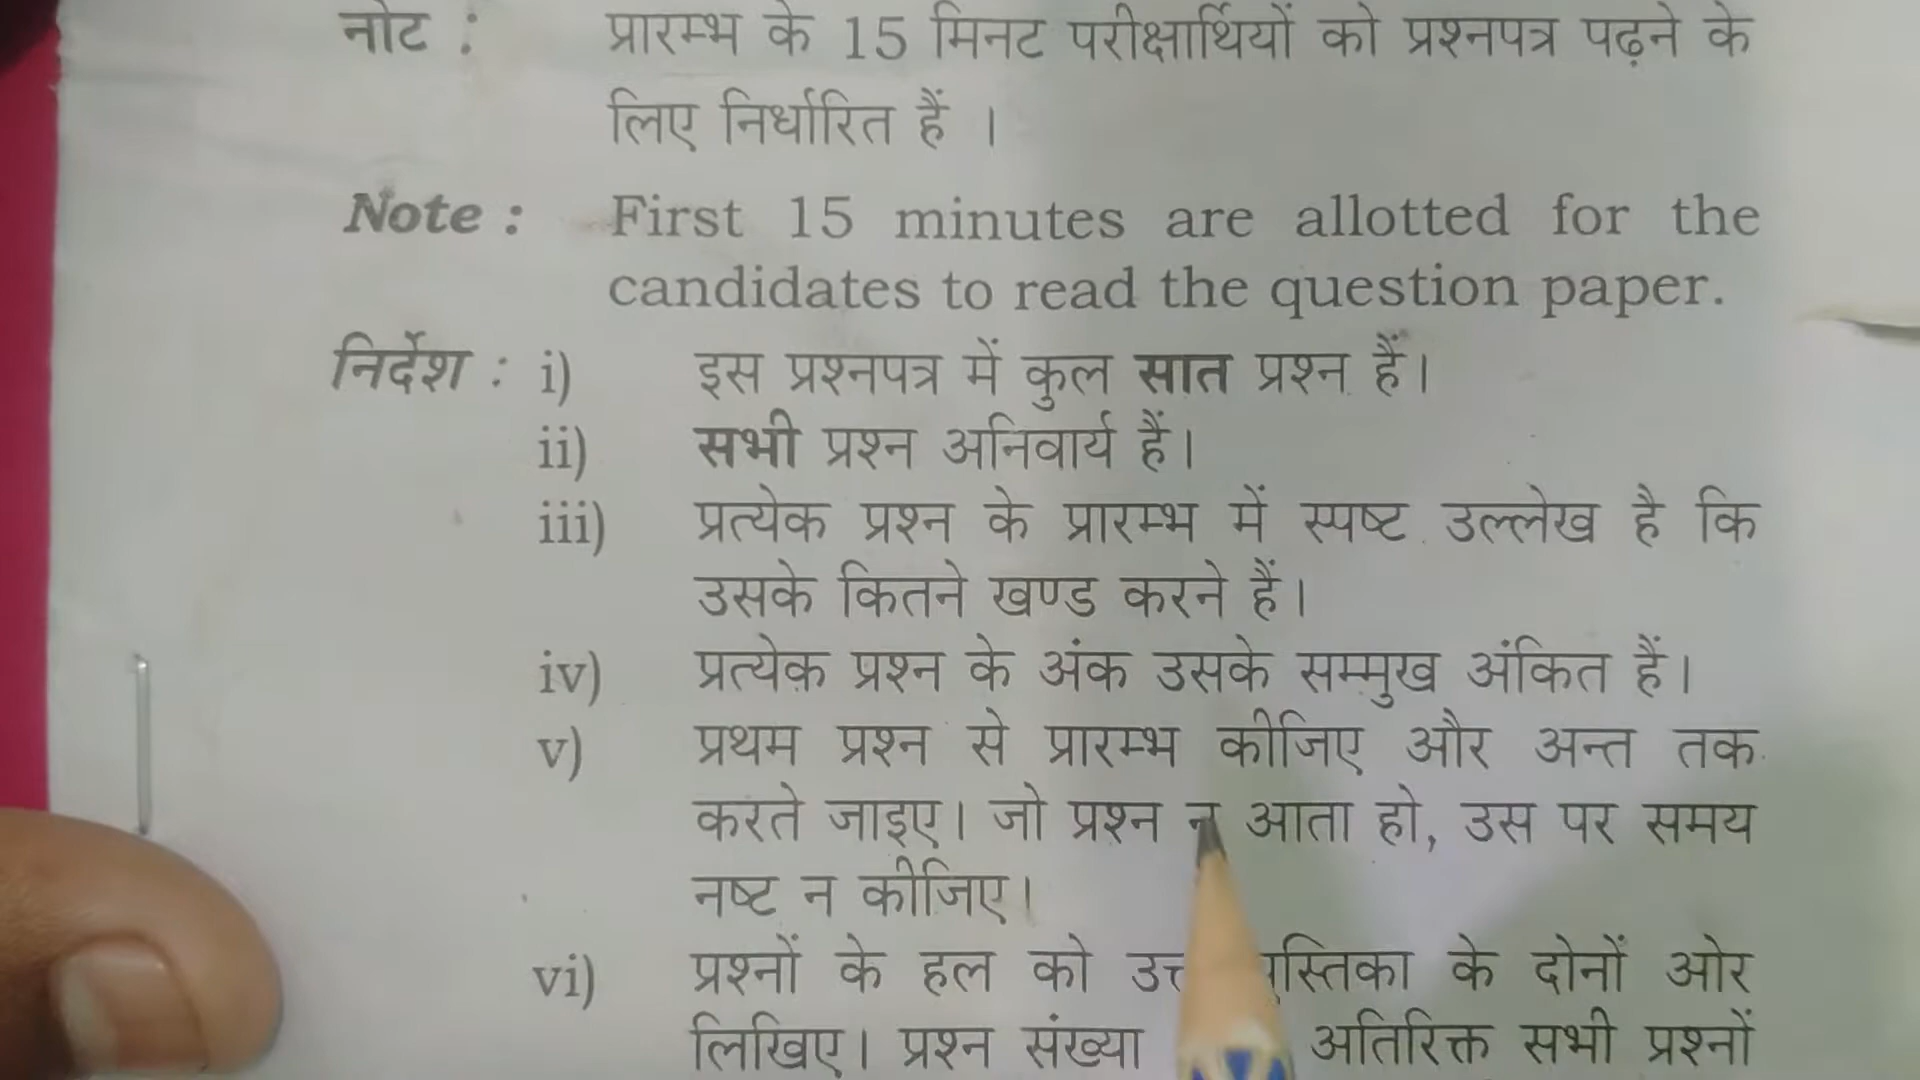 नोट : प्रारम्भ के 15 मिनट परीक्षार्थियों को प्रश्नपत्र पढ़ने के
लिए निर्धारित हैं ।
Note : First 15 minutes are allotted for the
candidates to read the question paper.
निर्देश : i) इस प्रश्नपत्र में कुल सात प्रश्न हैं।
ii) सभी प्रश्न अनिवार्य हैं।
iii) प्रत्येक प्रश्न के प्रारम्भ में स्पष्ट उल्लेख है कि
उसके कितने खण्ड करने हैं।
iv) प्रत्येक प्रश्न के अंक उसके सम्मुख अंकित हैं।
v) प्रथम प्रश्न से प्रारम्भ कीजिए और अन्त तक
करते जाइए। जो प्रश्न न आता हो, उस पर समय
नष्ट न कीजिए।
vi) प्रश्नों के हल को के दोनों ओर
लिखिए। प्रश्न संख्या अतिरिक्त सभी प्रश्नों